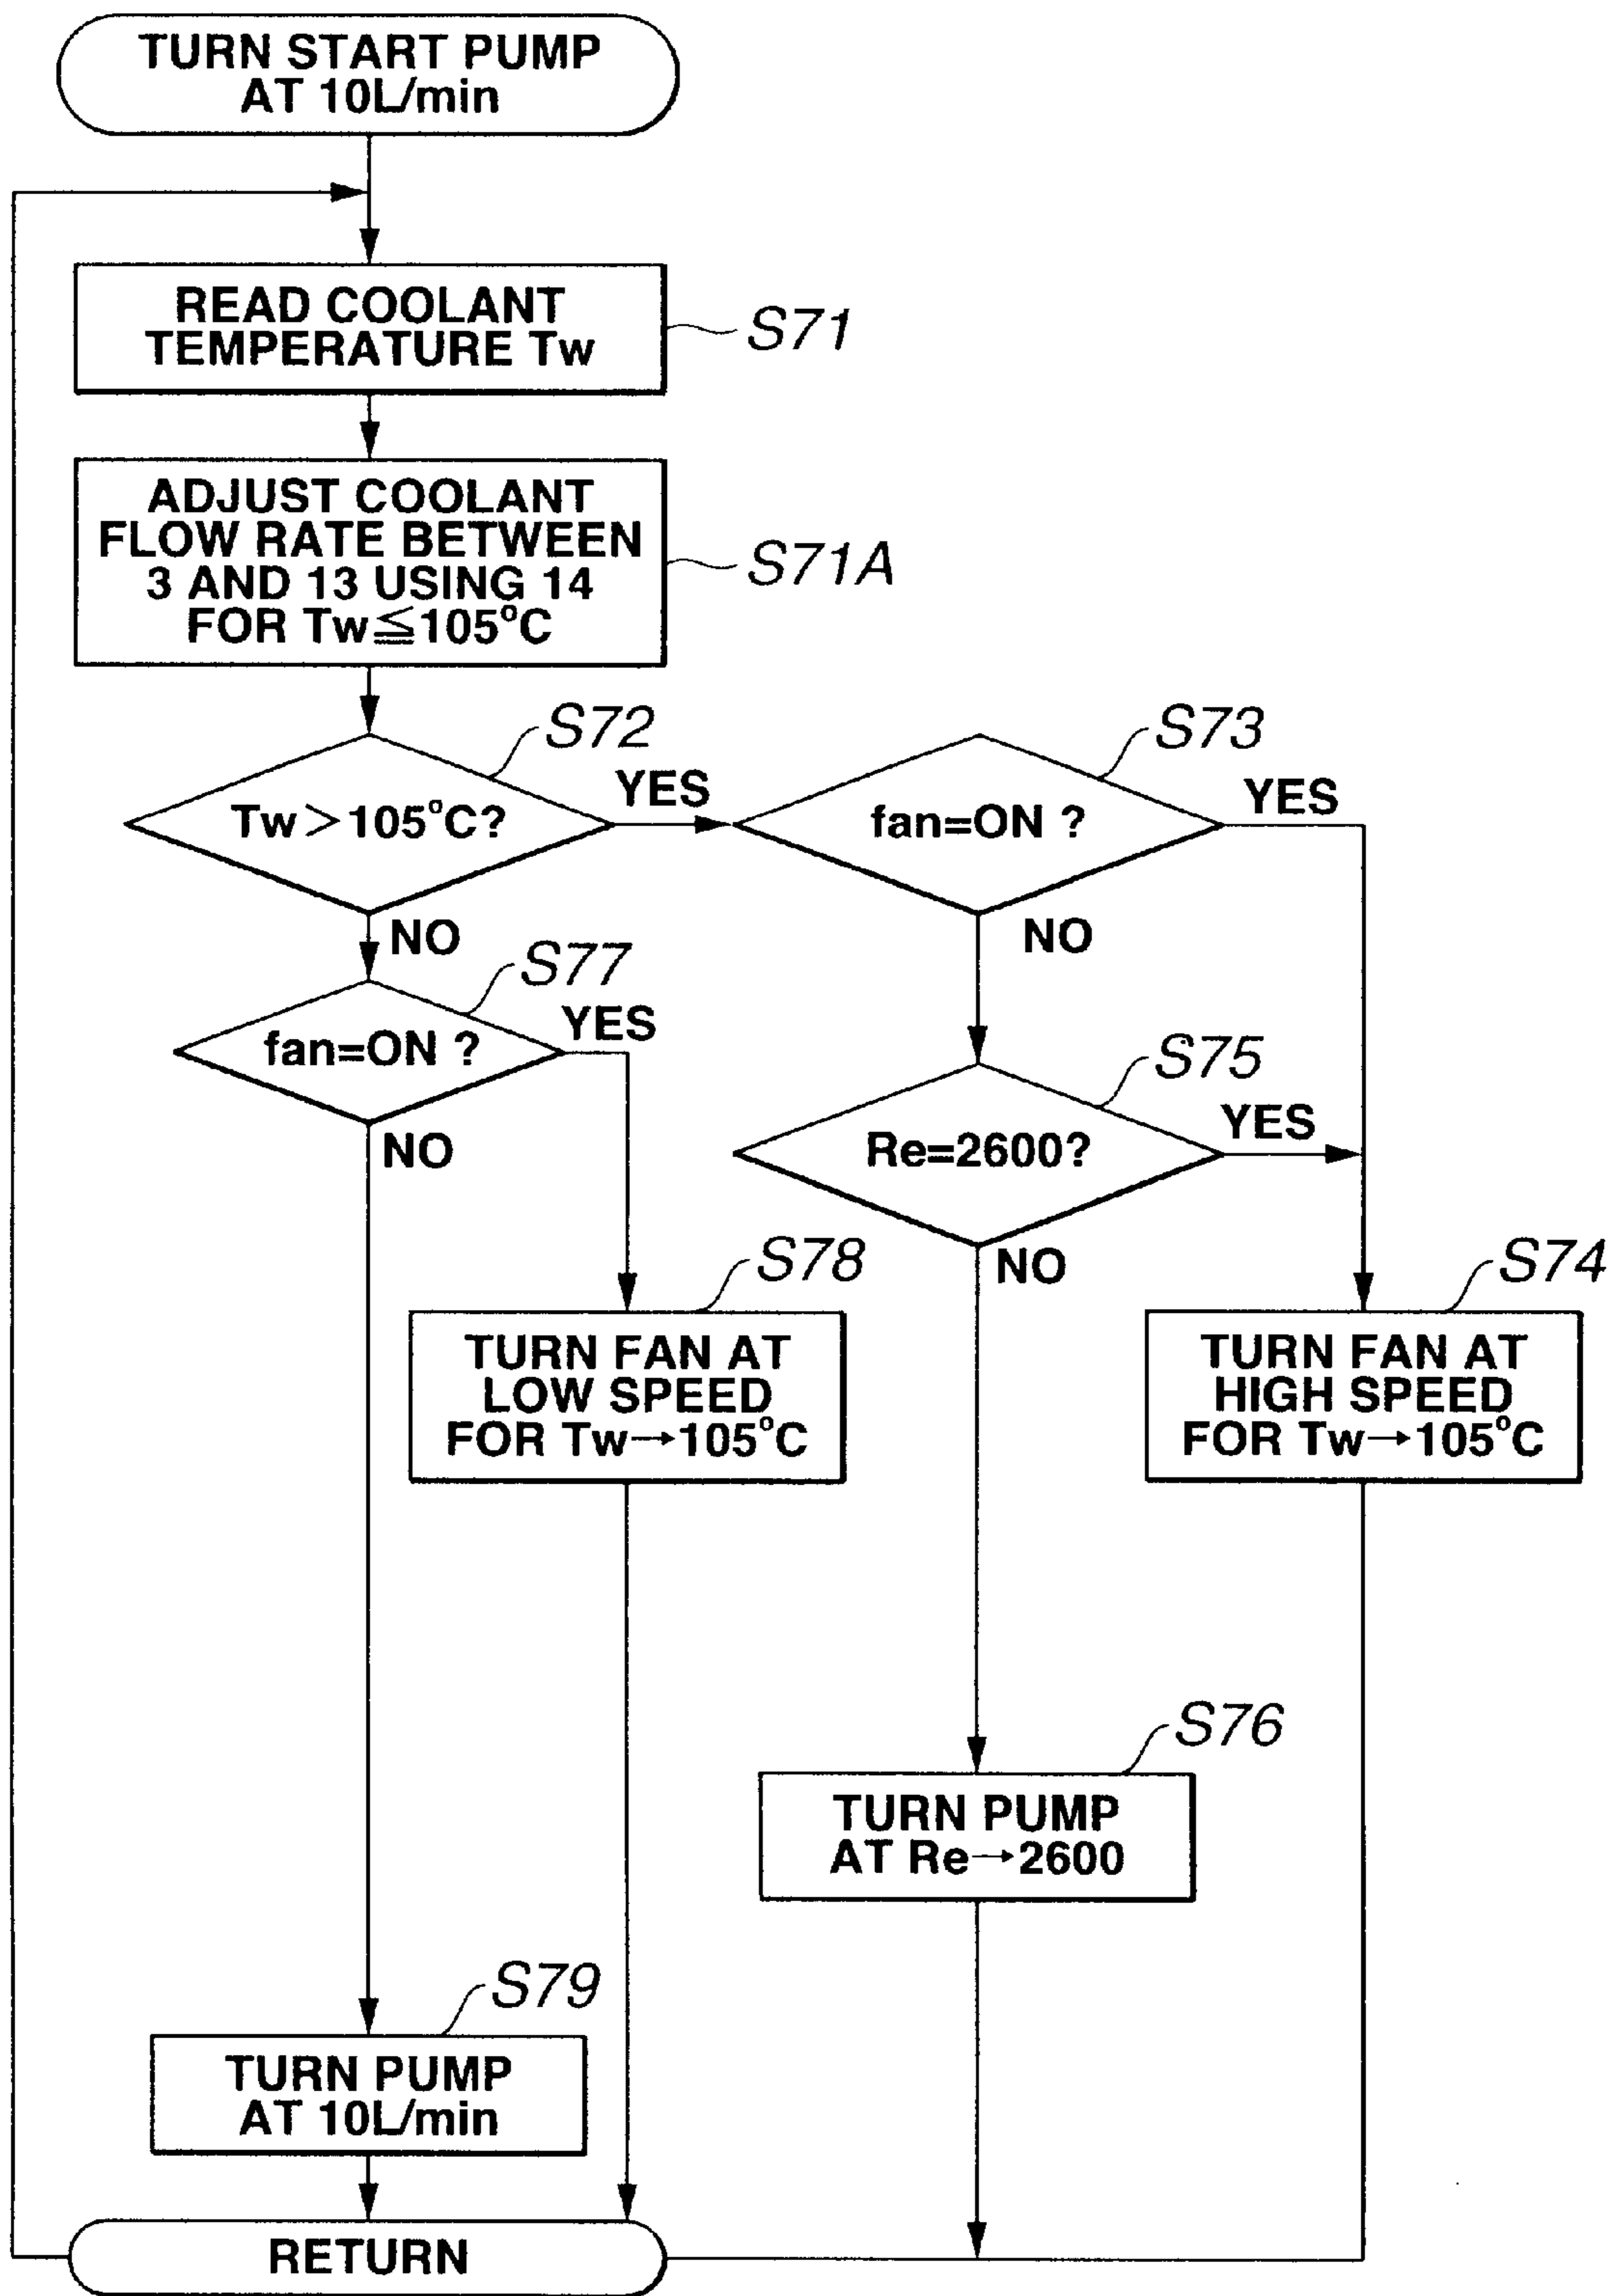 TURN START PUMP
AT 10L/min
READ COOLANT
TEMPERATURE Tw
S71
ADJUST COOLANT
FLOW RATE BETWEEN
3 AND 13 USING 14
FOR Tw≦105°C
S71A
S72
Tw>105°C?
YES
NO
S73
fan=ON ?
YES
NO
S77
fan=ON ?
YES
NO
S75
Re=2600?
YES
NO
S78
TURN FAN AT
LOW SPEED
FOR Tw→105°C
S74
TURN FAN AT
HIGH SPEED
FOR Tw→105°C
S76
TURN PUMP
AT Re→2600
S79
TURN PUMP
AT 10L/min
RETURN